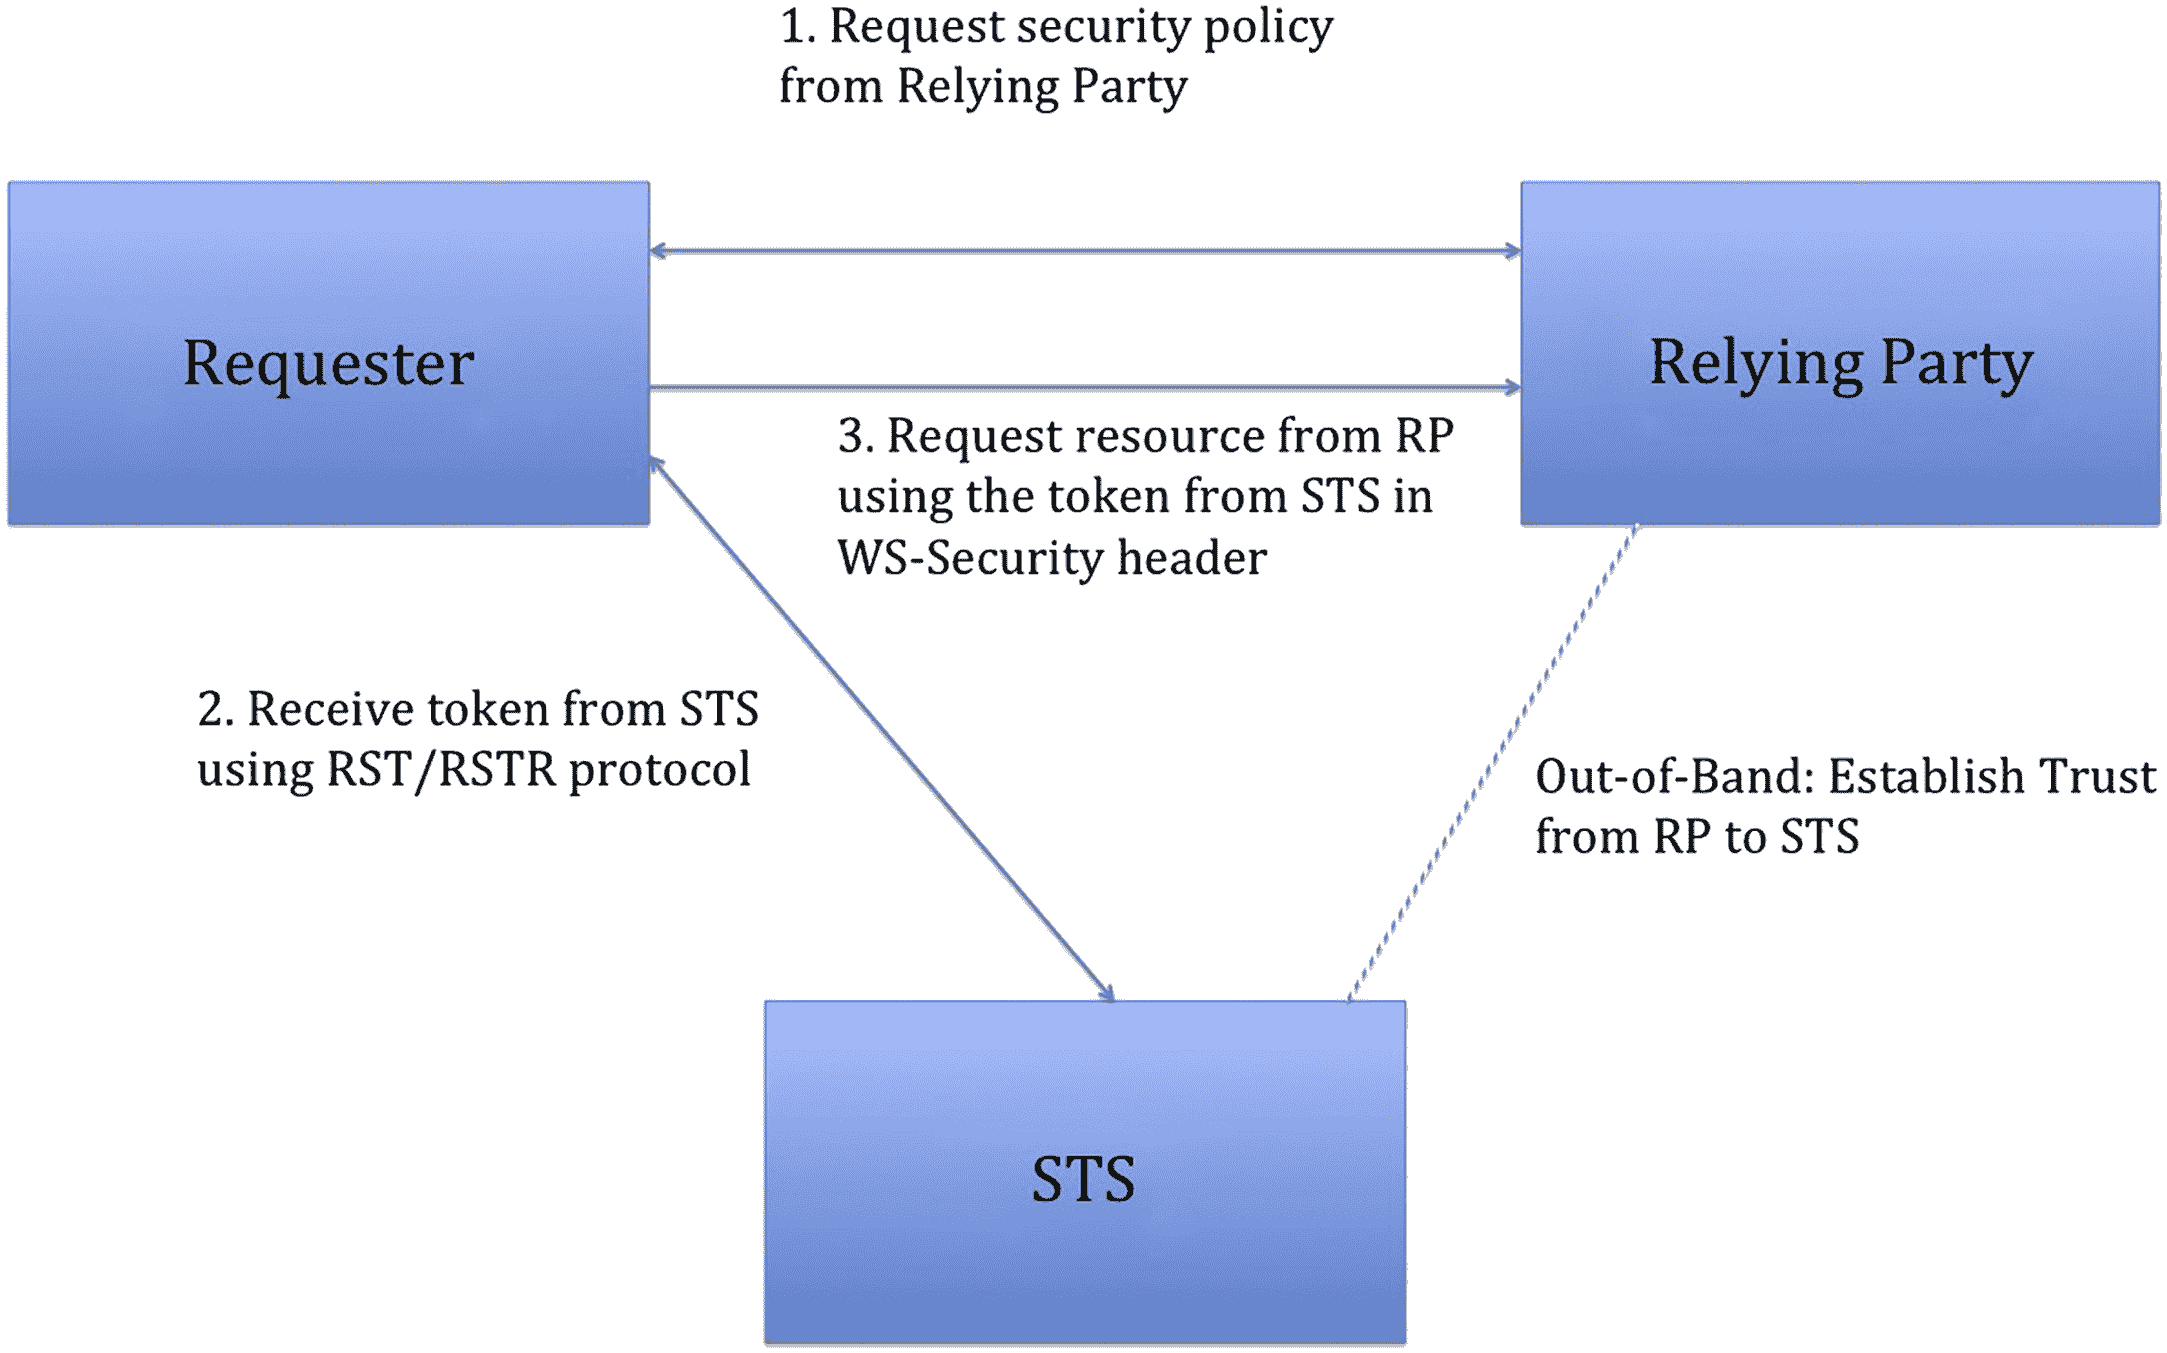 1. Request security policy
from Relying Party
Requester
Relying Party
3. Request resource from RP
using the token from STS in
WS-Security header
2. Receive token from STS
using RST/RSTR protocol
Out-of-Band: Establish Trust
from RP to STS
STS